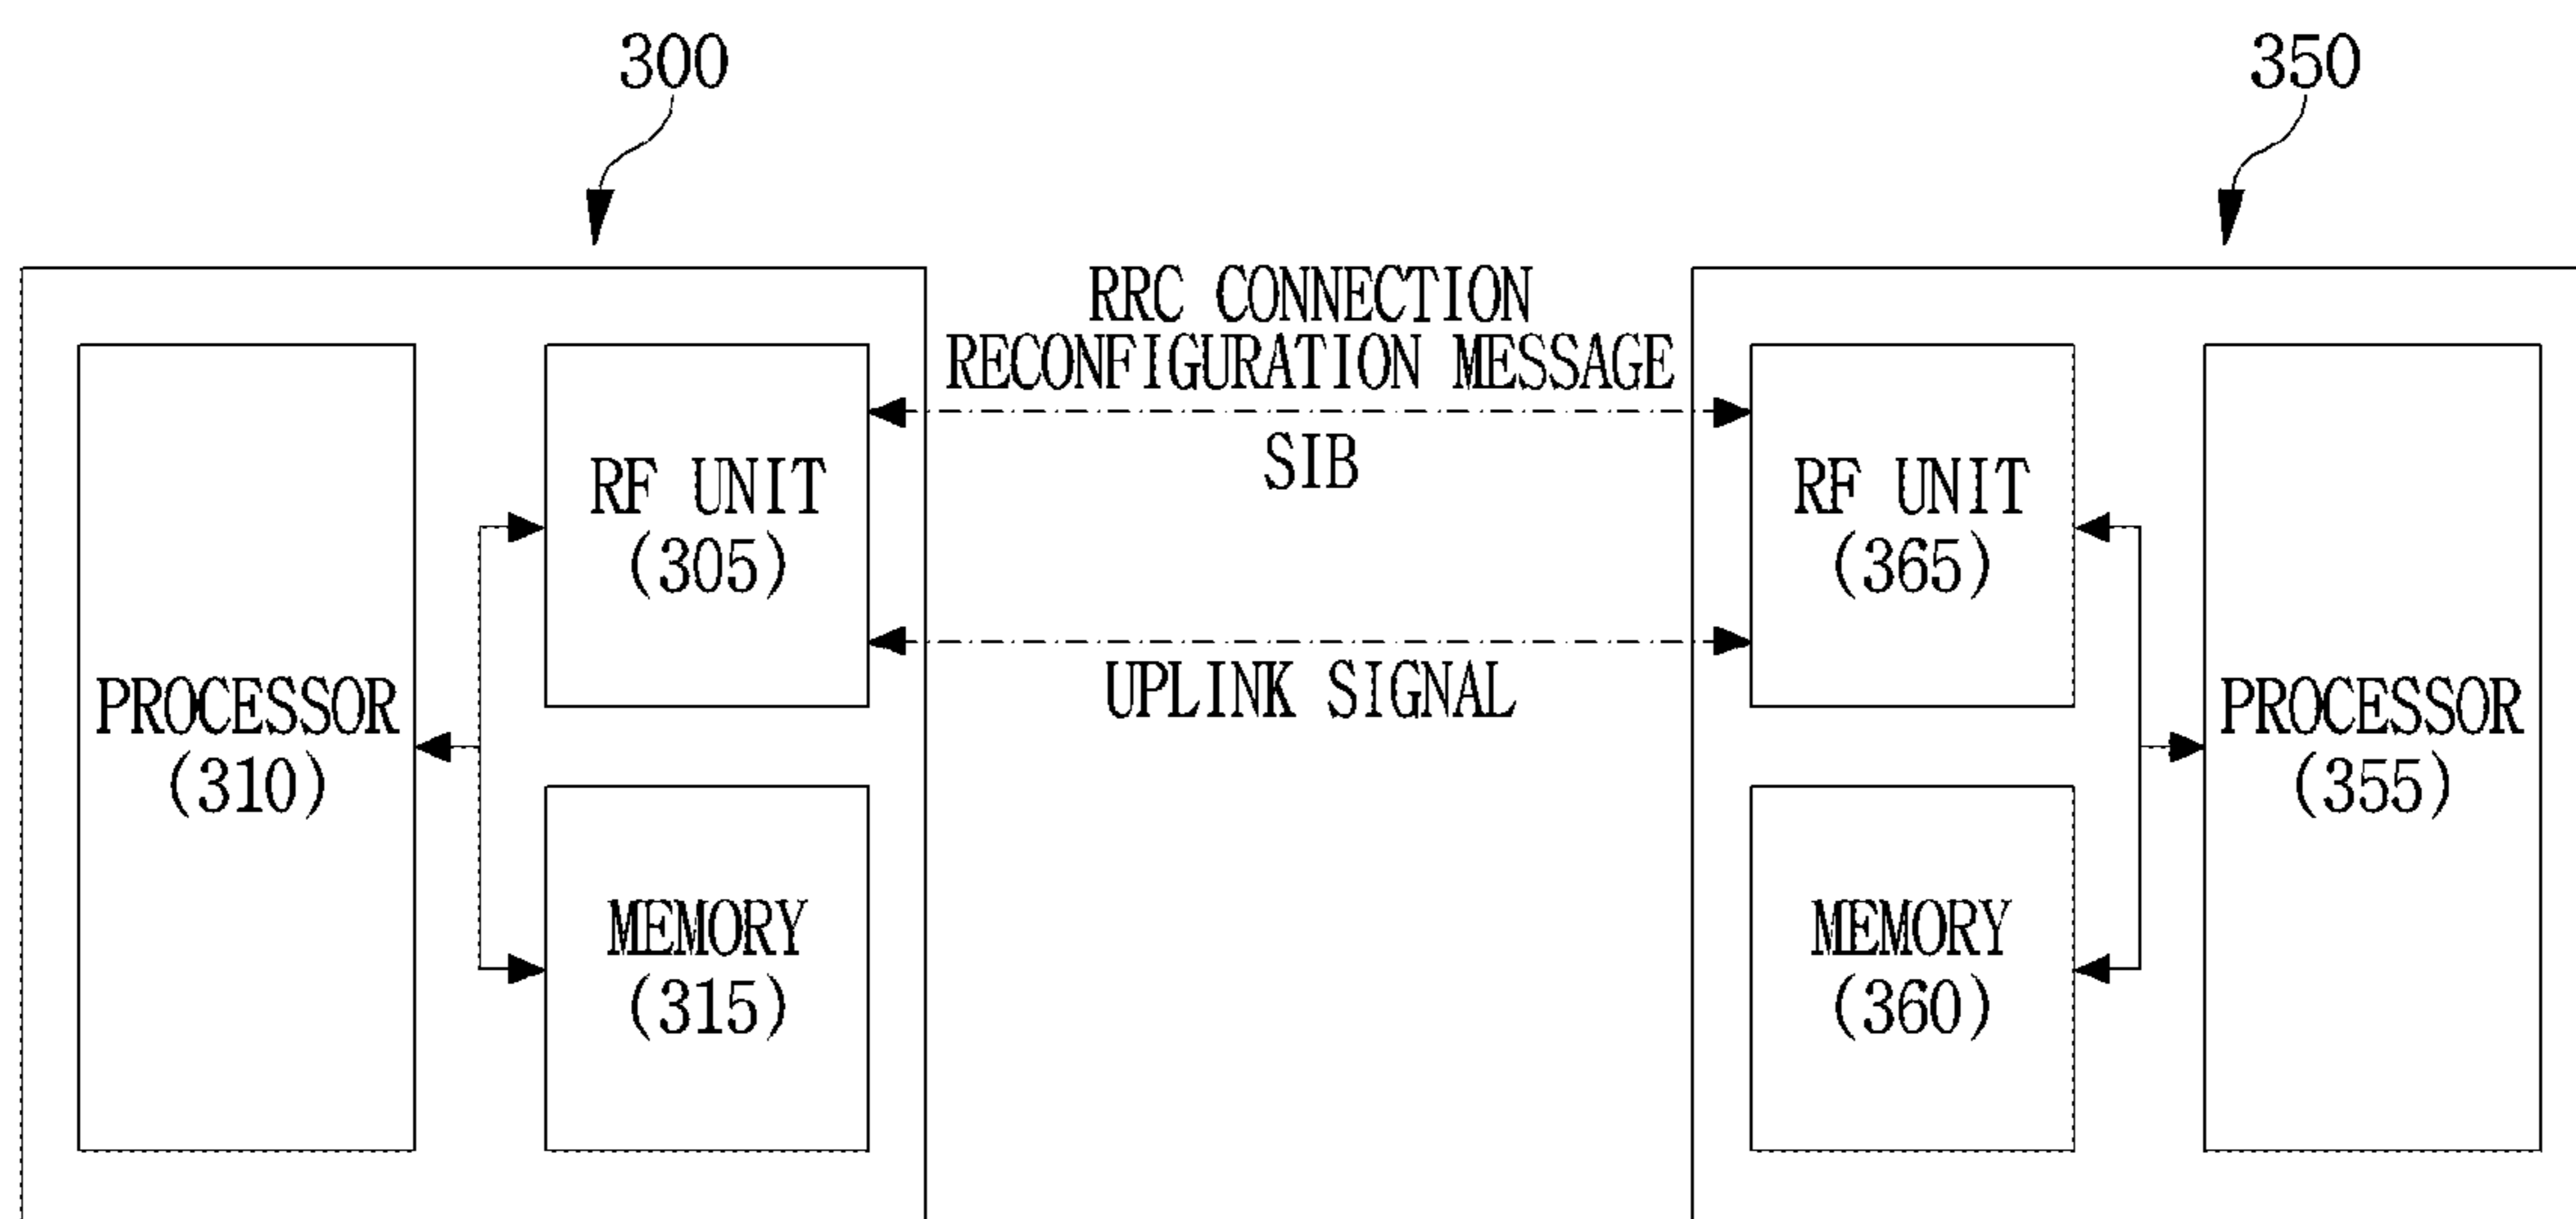 300
350
RRC CONNECTION
RECONFIGURATION MESSAGE
SIB
RF UNIT
(305)
RF UNIT
(365)
UPLINK SIGNAL
PROCESSOR
(310)
PROCESSOR
(355)
MEMORY
(315)
MEMORY
(360)